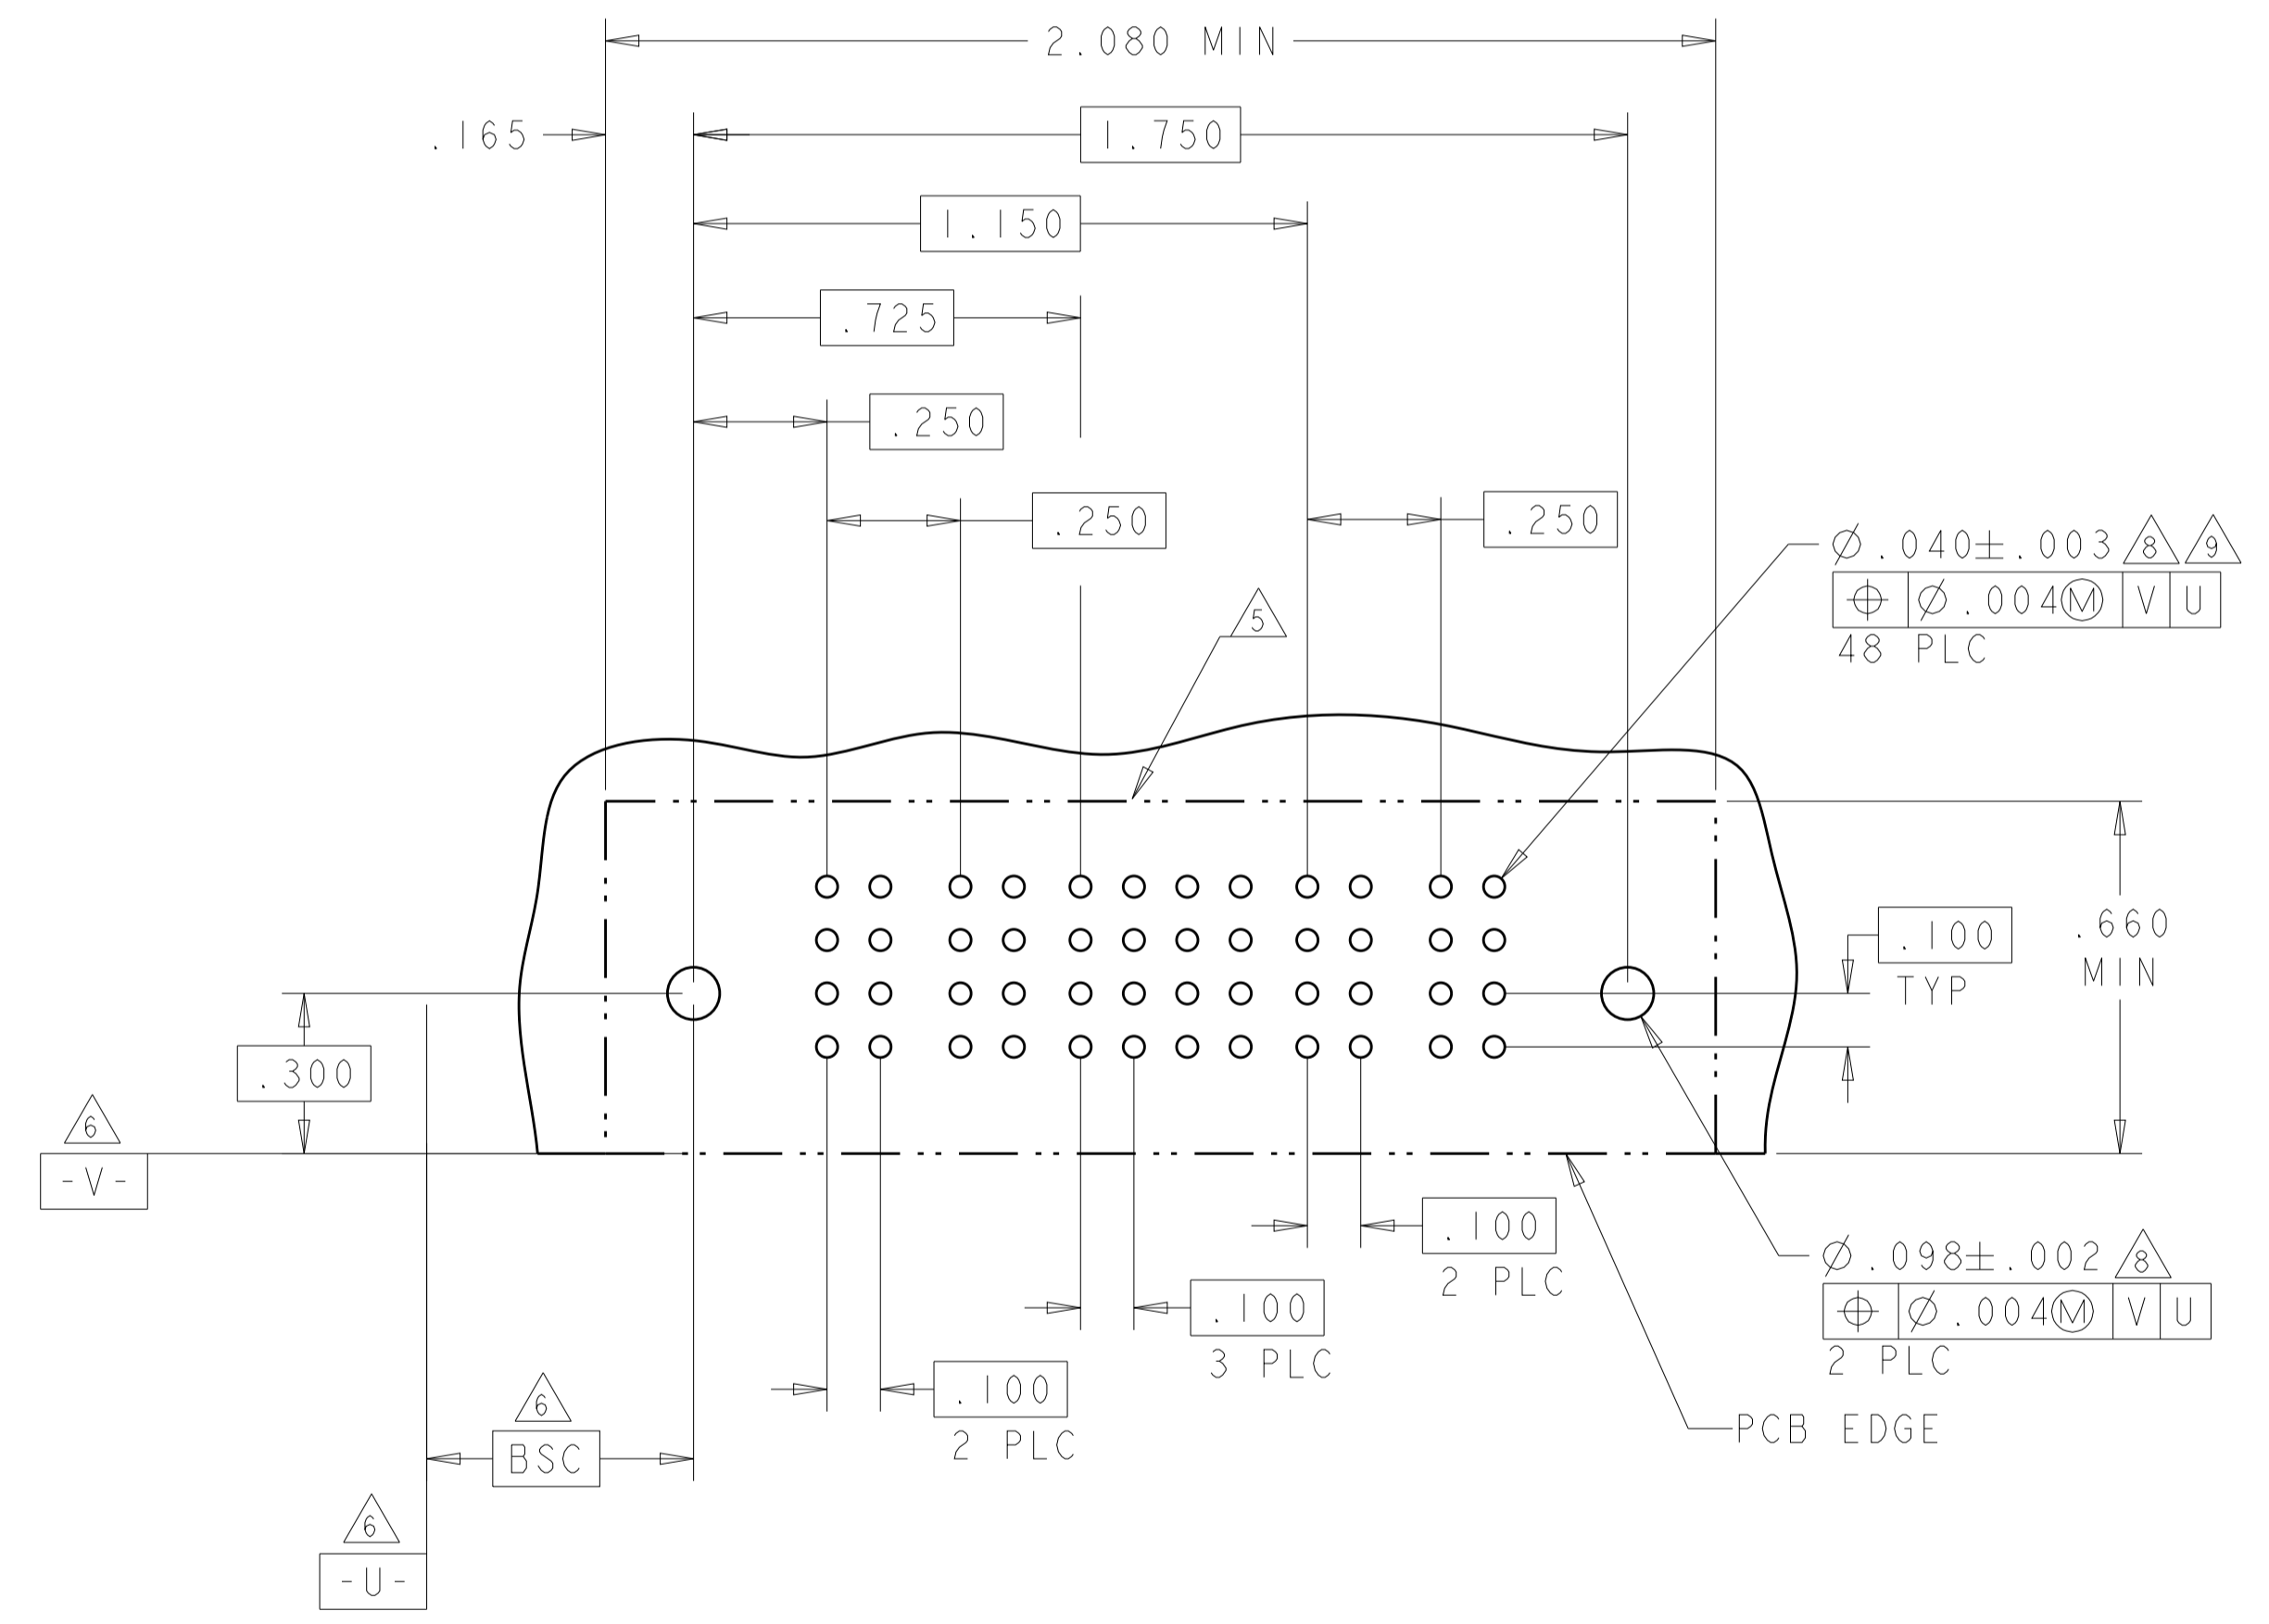 2.080 MIN
.165
1.750
1.150
.725
.250
.250
.250
⌀.040±.003 8 9
⌖ ⌀.004Ⓜ V U
48 PLC
5
.100
TYP
.660
MIN
.300
6
-V-
.100
2 PLC
⌀.098±.002 8
⌖ ⌀.004Ⓜ V U
2 PLC
.100
3 PLC
.100
2 PLC
PCB EDGE
6
BSC
6
-U-